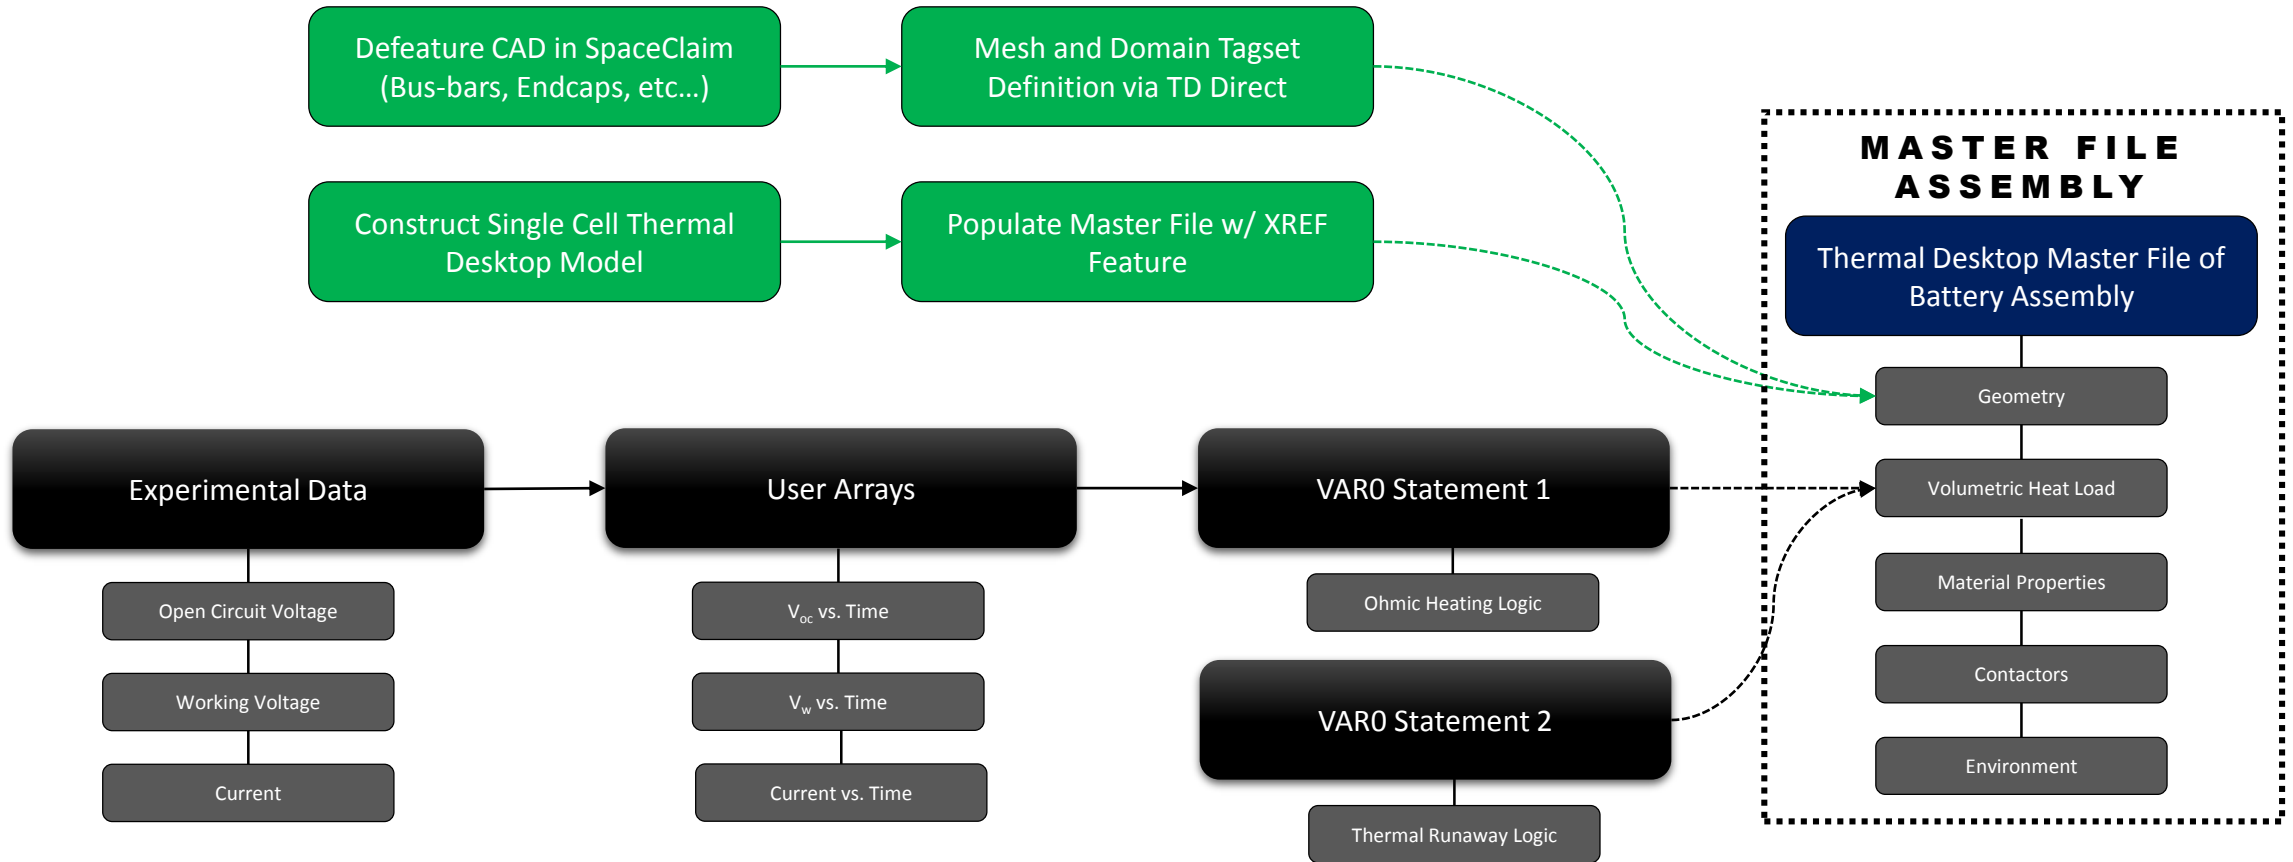 Defeature CAD in SpaceClaim
(Bus-bars, Endcaps, etc...)
Mesh and Domain Tagset
Definition via TD Direct
Construct Single Cell Thermal
Desktop Model
Populate Master File w/ XREF
Feature
MASTER FILE
ASSEMBLY
Thermal Desktop Master File of
Battery Assembly
Geometry
Volumetric Heat Load
Material Properties
Contactors
Environment
Experimental Data
Open Circuit Voltage
Working Voltage
Current
User Arrays
Voc vs. Time
Vw vs. Time
Current vs. Time
VAR0 Statement 1
Ohmic Heating Logic
VAR0 Statement 2
Thermal Runaway Logic